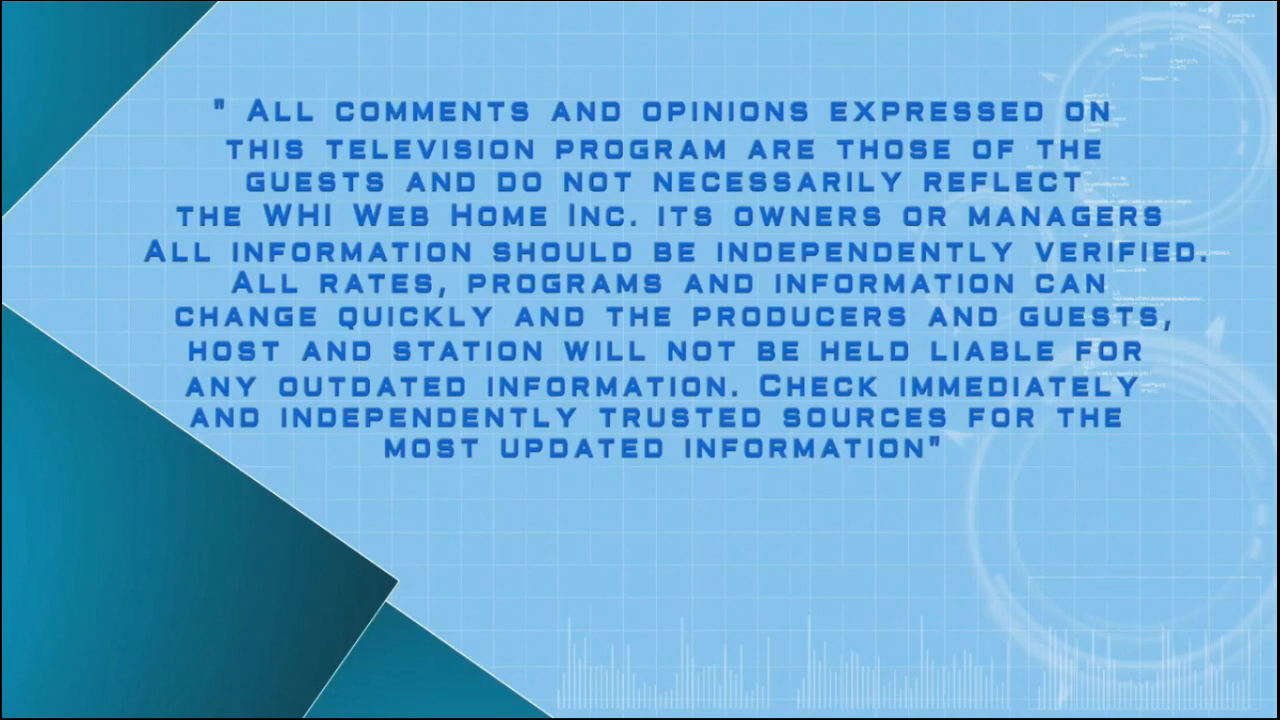 " All comments and opinions expressed on
this television program are those of the
guests and do not necessarily reflect
the WHI Web Home Inc. its owners or managers
All information should be independently verified.
All rates, programs and information can
change quickly and the producers and guests,
host and station will not be held liable for
any outdated information. Check immediately
and independently trusted sources for the
most updated information"